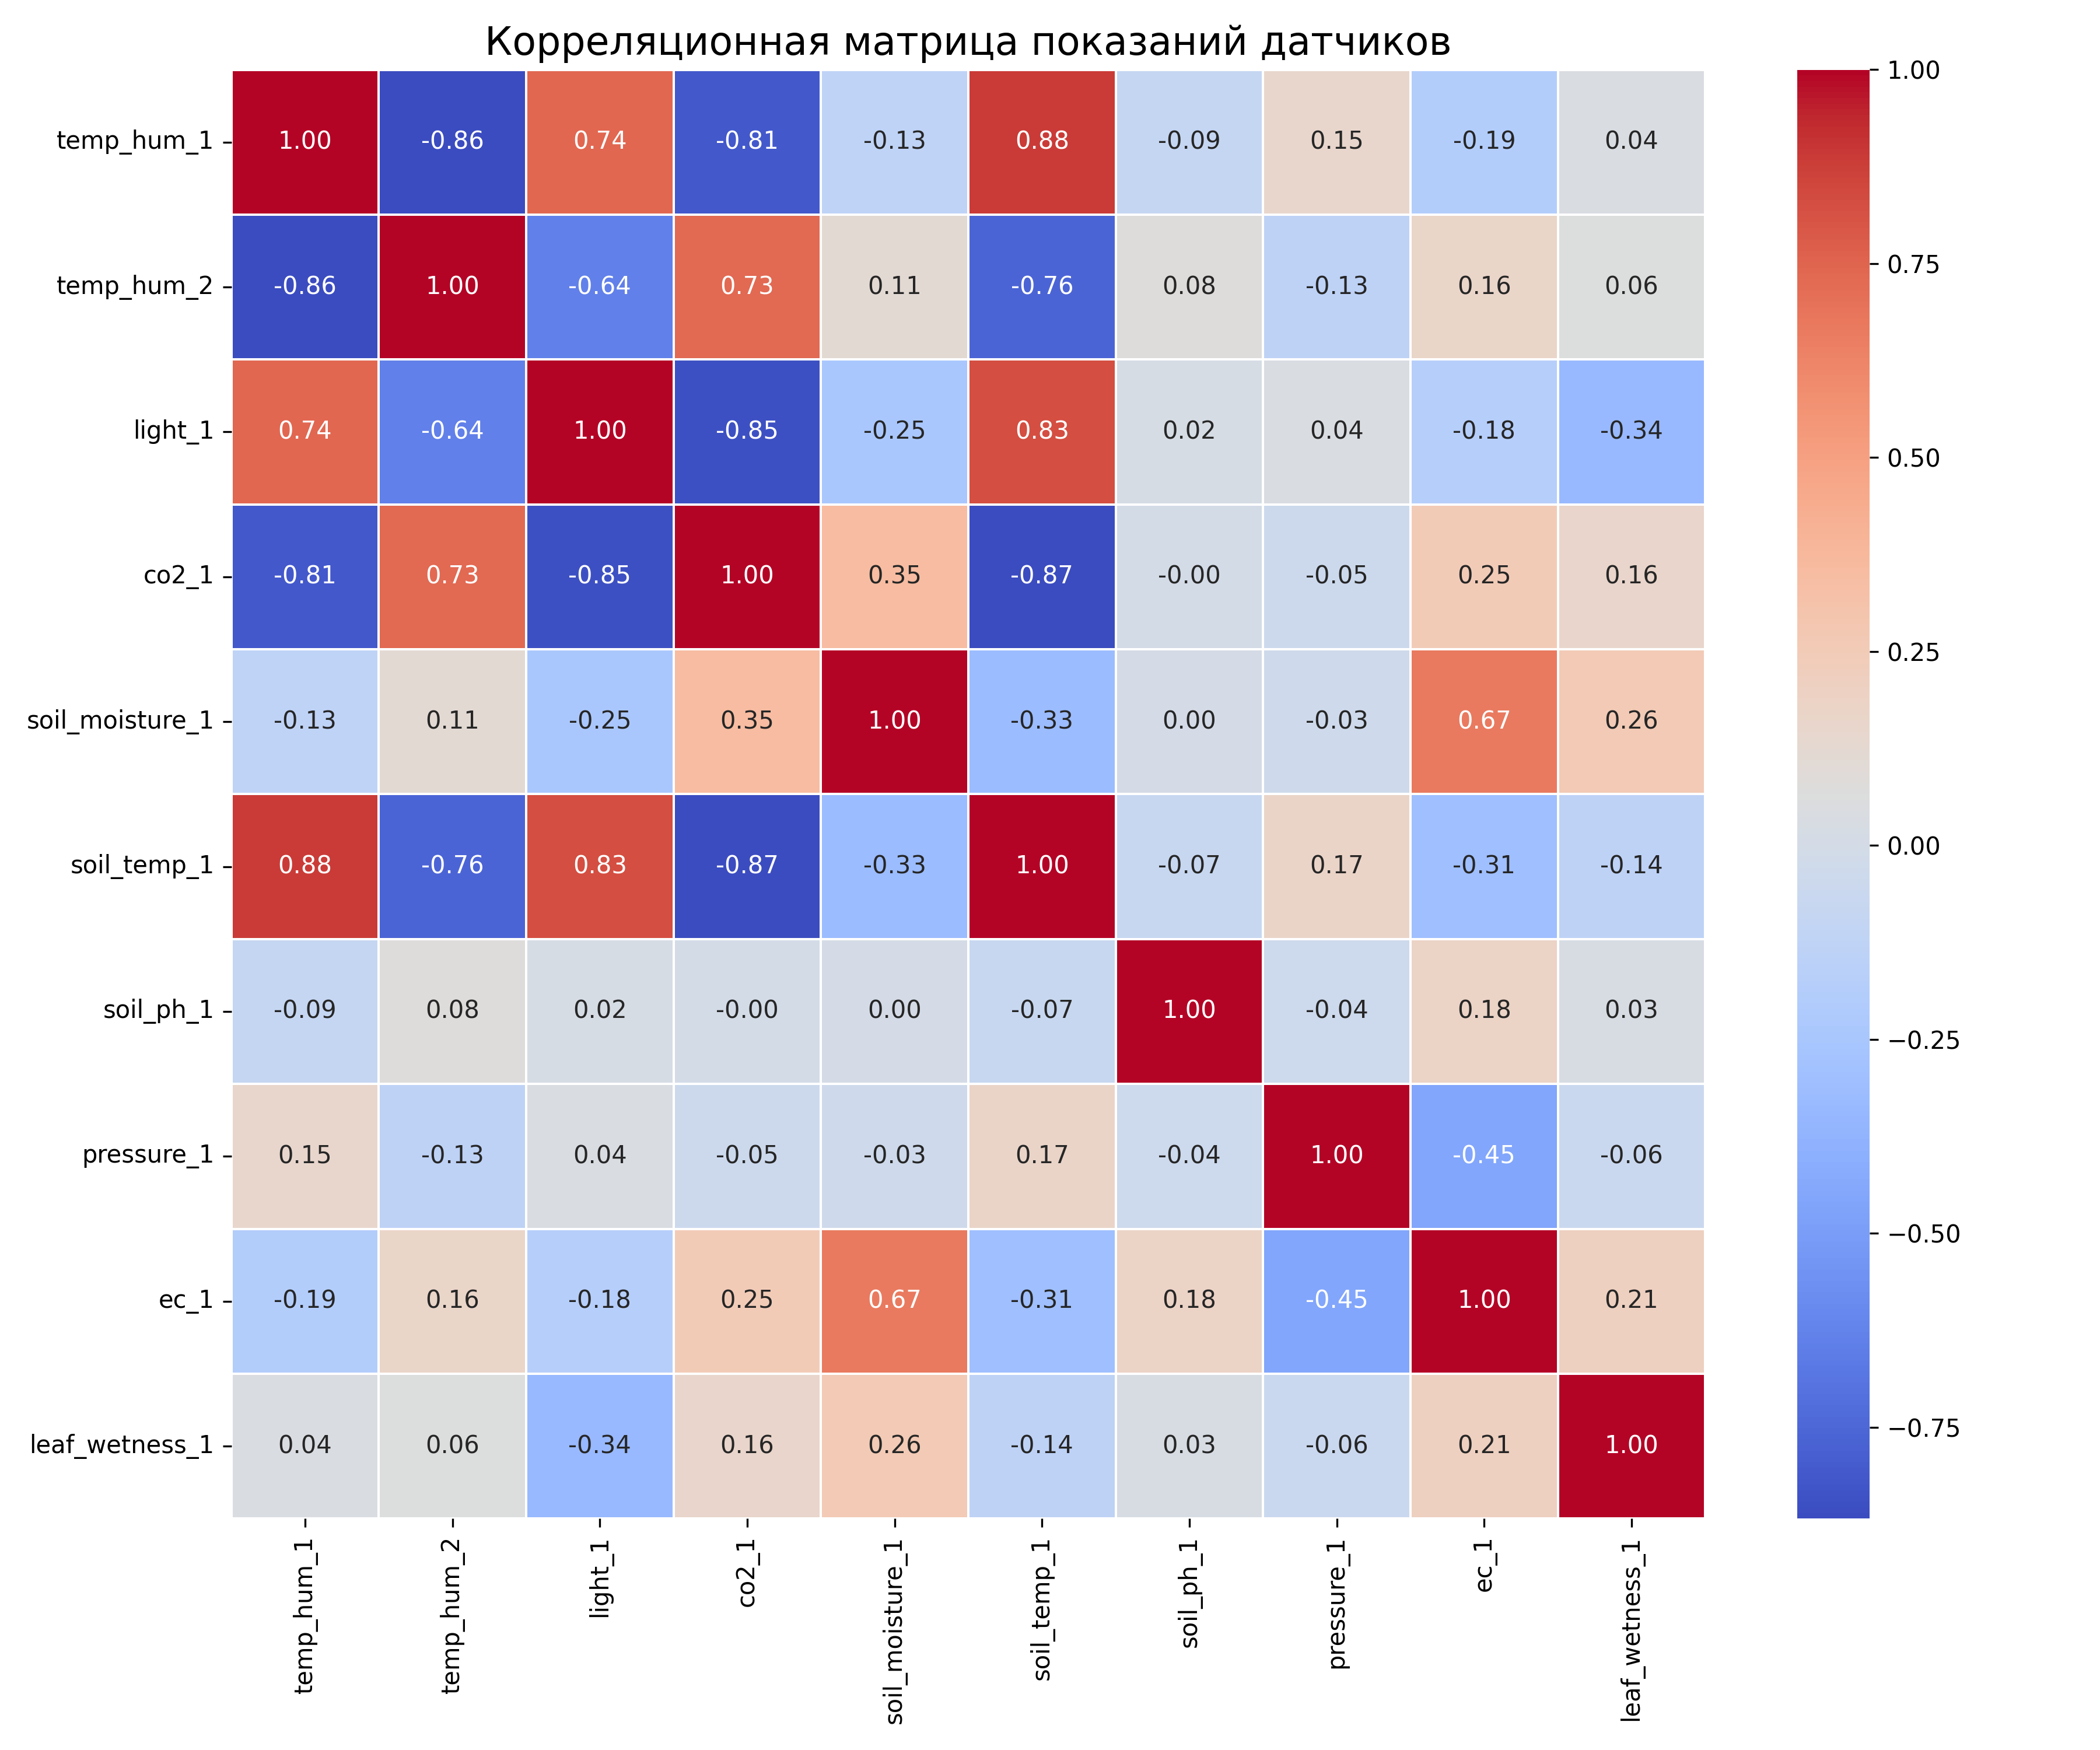 Корреляционная матрица показаний датчиков
temp_hum_1 1.00 -0.86 0.74 -0.81 -0.13 0.88 -0.09 0.15 -0.19 0.04
temp_hum_2 -0.86 1.00 -0.64 0.73 0.11 -0.76 0.08 -0.13 0.16 0.06
light_1 0.74 -0.64 1.00 -0.85 -0.25 0.83 0.02 0.04 -0.18 -0.34
co2_1 -0.81 0.73 -0.85 1.00 0.35 -0.87 -0.00 -0.05 0.25 0.16
soil_moisture_1 -0.13 0.11 -0.25 0.35 1.00 -0.33 0.00 -0.03 0.67 0.26
soil_temp_1 0.88 -0.76 0.83 -0.87 -0.33 1.00 -0.07 0.17 -0.31 -0.14
soil_ph_1 -0.09 0.08 0.02 -0.00 0.00 -0.07 1.00 -0.04 0.18 0.03
pressure_1 0.15 -0.13 0.04 -0.05 -0.03 0.17 -0.04 1.00 -0.45 -0.06
ec_1 -0.19 0.16 -0.18 0.25 0.67 -0.31 0.18 -0.45 1.00 0.21
leaf_wetness_1 0.04 0.06 -0.34 0.16 0.26 -0.14 0.03 -0.06 0.21 1.00
temp_hum_1 temp_hum_2 light_1 co2_1 soil_moisture_1 soil_temp_1 soil_ph_1 pressure_1 ec_1 leaf_wetness_1
1.00
0.75
0.50
0.25
0.00
−0.25
−0.50
−0.75